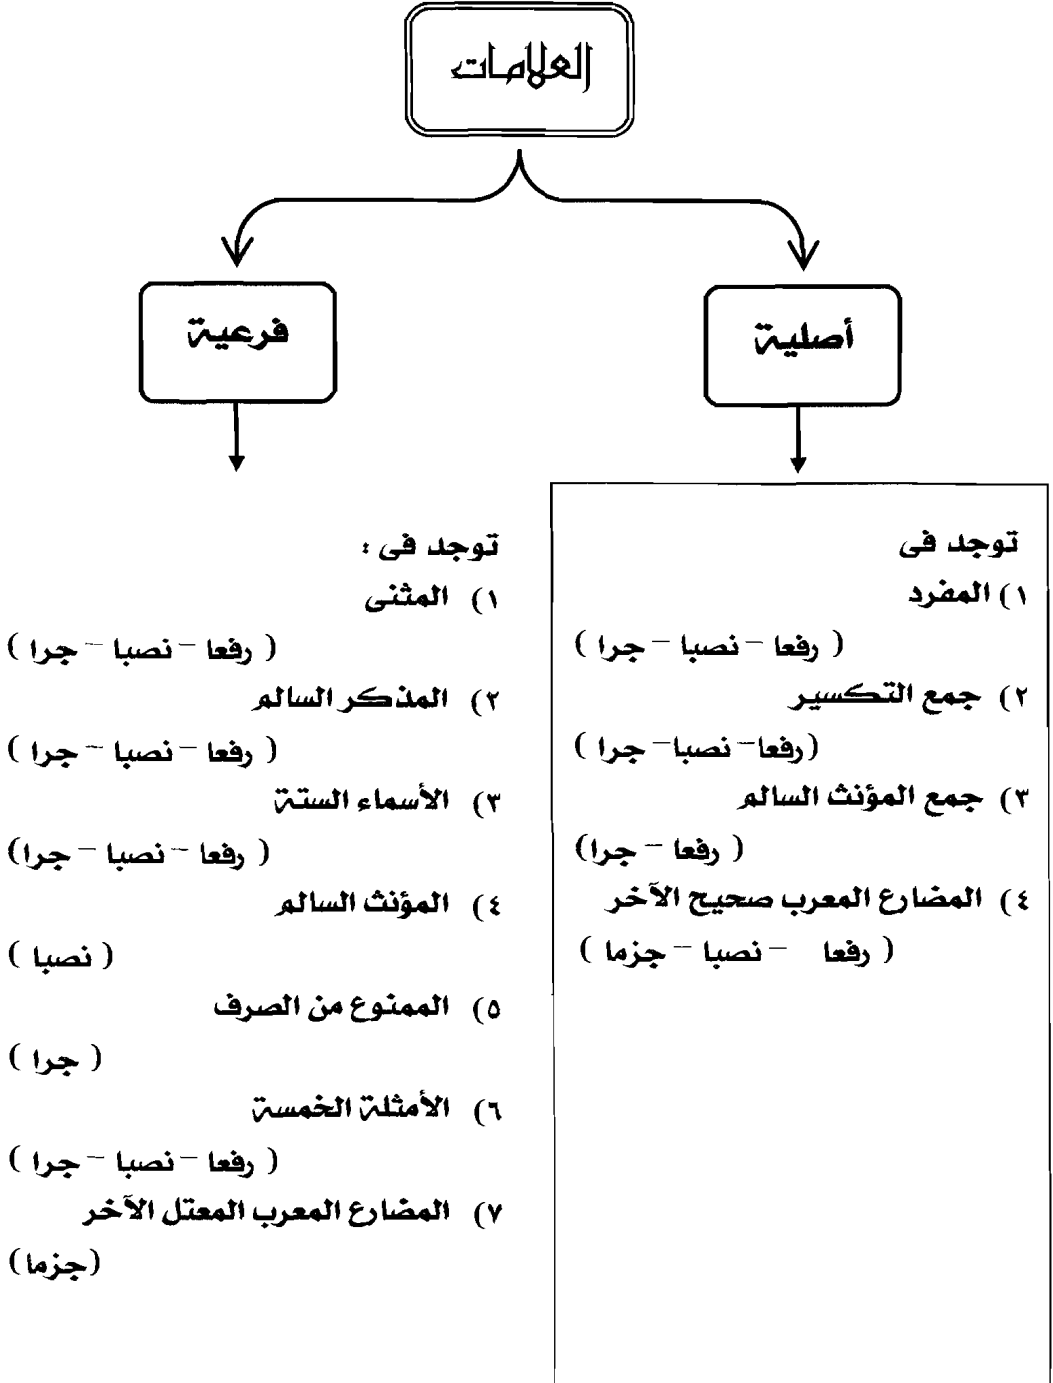 العلامات
أصلية
توجد فى
١) المفرد
( رفعا – نصبا – جرا )
٢) جمع التكسير
(رفعا– نصبا– جرا )
٣) جمع المؤنث السالم
( رفعا – جرا)
٤) المضارع المعرب صحيح الآخر
( رفعا – نصبا – جزما )
فرعية
توجد فى :
١) المثنى
( رفعا – نصبا – جرا )
٢) المذكر السالم
( رفعا – نصبا – جرا )
٣) الأسماء الستة
( رفعا – نصبا – جرا)
٤) المؤنث السالم
( نصبا )
٥) الممنوع من الصرف
( جرا )
٦) الأمثلة الخمسة
( رفعا – نصبا – جرا )
٧) المضارع المعرب المعتل الآخر
(جزما)